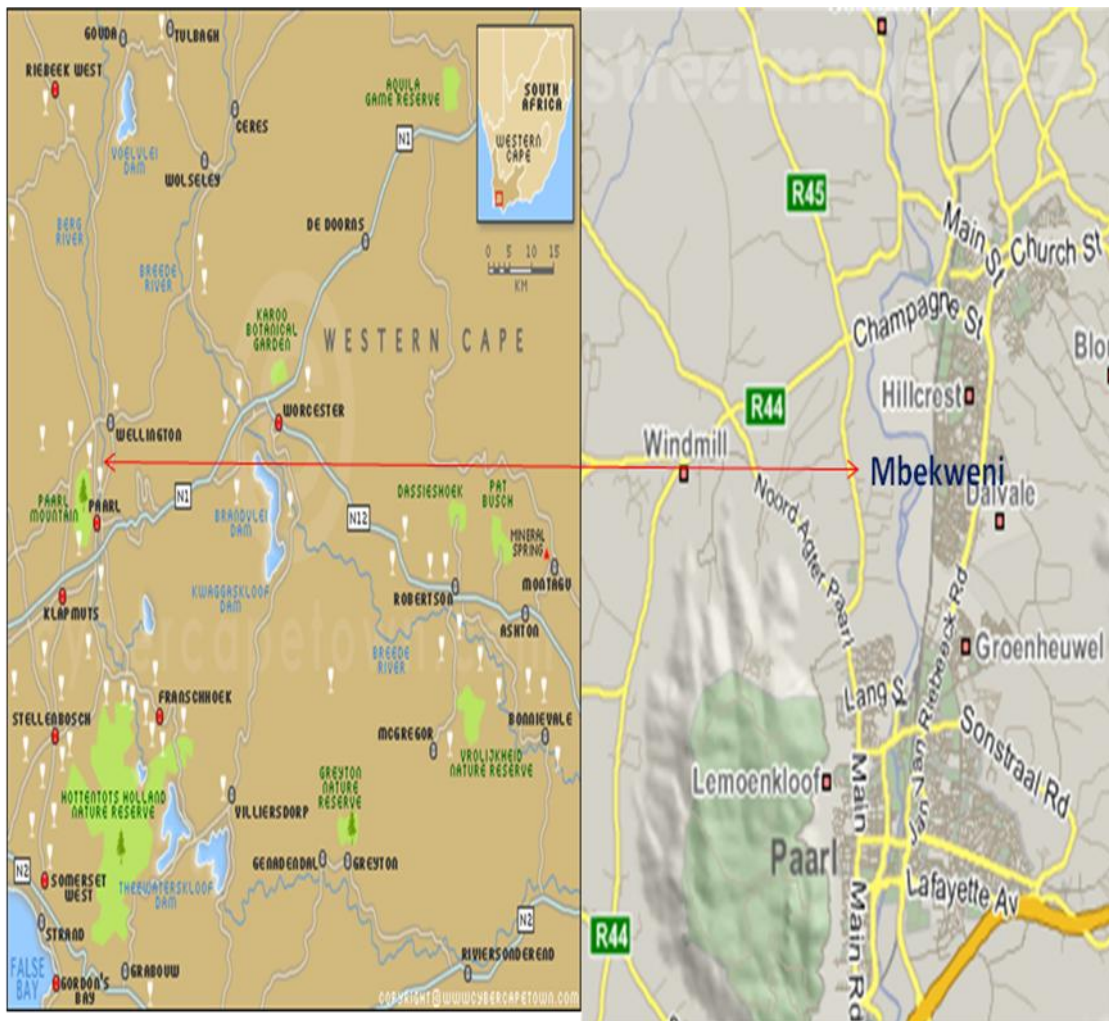 GOUDA
TULBAGH
RIEBEEK WEST
VOELVLEI
DAM
CERES
WOLSELEY
N1
AQUILA
GAME RESERVE
SOUTH
AFRICA
WESTERN
CAPE
0 5 10 15
KM
BERG
RIVER
BREEDE
RIVER
DE DOORNS
KAROO
BOTANICAL
GARDEN
WESTERN CAPE
WORCESTER
WELLINGTON
PAARL
MOUNTAIN
PAARL
N1
BRANDVLEI
DAM
N12
DASSIESHOEK
PAT
BUSCH
MINERAL
SPRING
MONTAGU
KLAPMUTS
KWAGGASKLOOF
DAM
ROBERTSON
ASHTON
BREEDE
RIVER
FRANSCHHOEK
STELLENBOSCH
MCGREGOR
BONNIEVALE
VROLIJKHEID
NATURE RESERVE
HOTTENTOTS HOLLAND
NATURE RESERVE
GREYTON
NATURE
RESERVE
VILLIERSDORP
GENADENDAL
GREYTON
THEEWATERSKLOOF
DAM
N2
SOMERSET
WEST
STRAND
FALSE
BAY
GORDON'S
BAY
GRABOUW
N2
RIVIERSONDEREND
COPYRIGHT@WWWCYBERCAPETOWN.COM
R45
Main St
Church St
Champagne St
R44
Hillcrest
Windmill
Mbekweni
Dalvale
Noord Agter Paarl
Jan Van Riebeeck Rd
Groenheuwel
Lang S
Sonstraal Rd
Lemoenkloof
Main
Paarl
Lafayette Av
R44
Main Rd